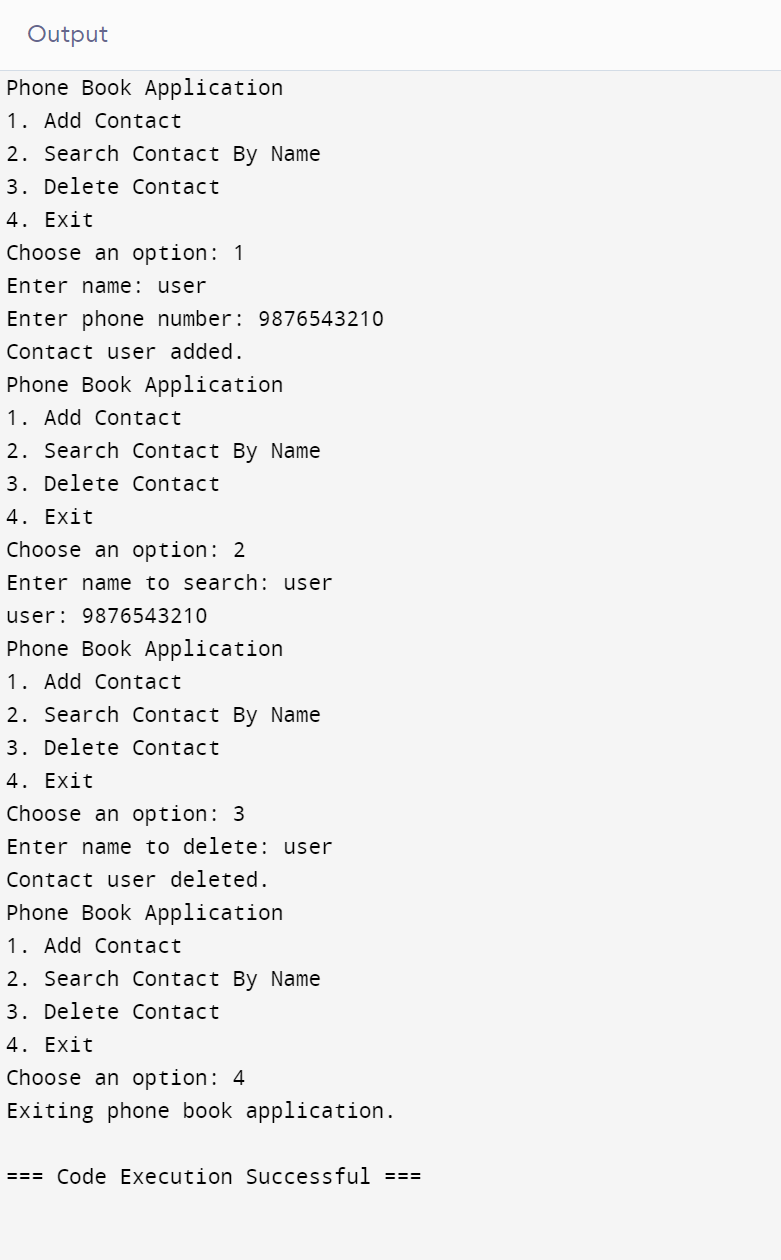 Output
Phone Book Application
1. Add Contact
2. Search Contact By Name
3. Delete Contact
4. Exit
Choose an option: 1
Enter name: user
Enter phone number: 9876543210
Contact user added.
Phone Book Application
1. Add Contact
2. Search Contact By Name
3. Delete Contact
4. Exit
Choose an option: 2
Enter name to search: user
user: 9876543210
Phone Book Application
1. Add Contact
2. Search Contact By Name
3. Delete Contact
4. Exit
Choose an option: 3
Enter name to delete: user
Contact user deleted.
Phone Book Application
1. Add Contact
2. Search Contact By Name
3. Delete Contact
4. Exit
Choose an option: 4
Exiting phone book application.
=== Code Execution Successful ===